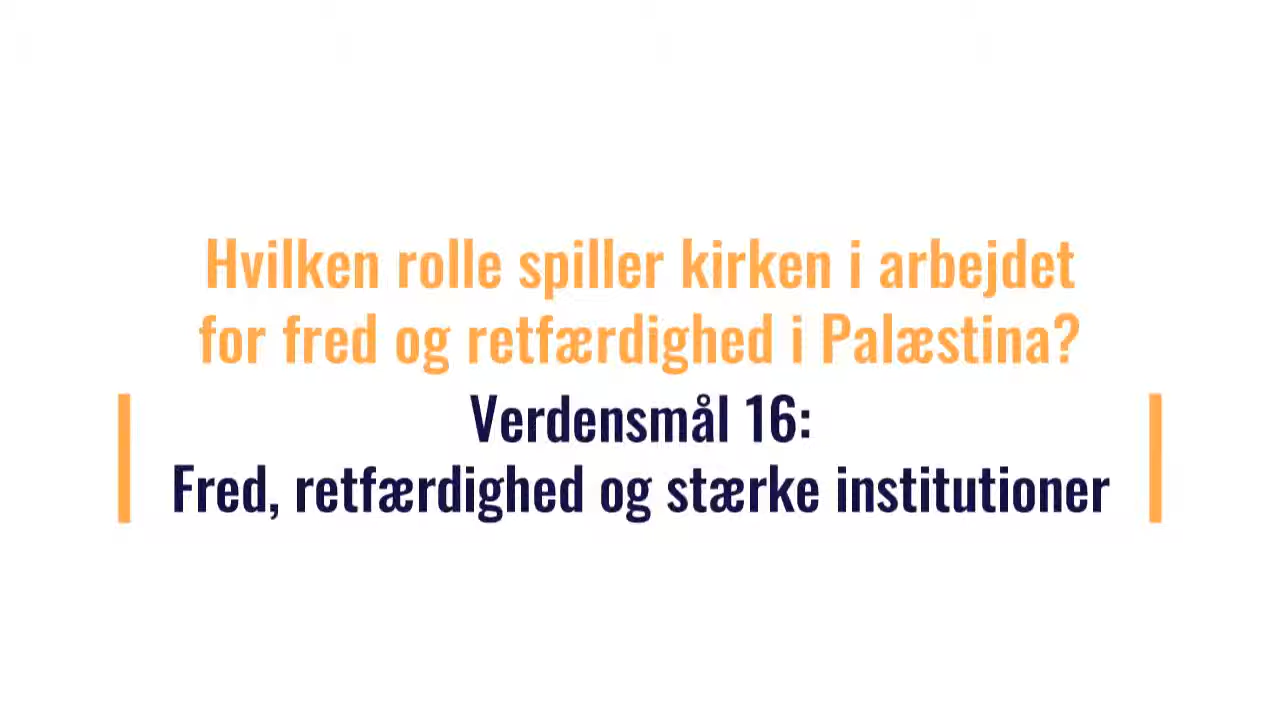 Hvilken rolle spiller kirken i arbejdet
for fred og retfærdighed i Palæstina?
Verdensmål 16:
Fred, retfærdighed og stærke institutioner